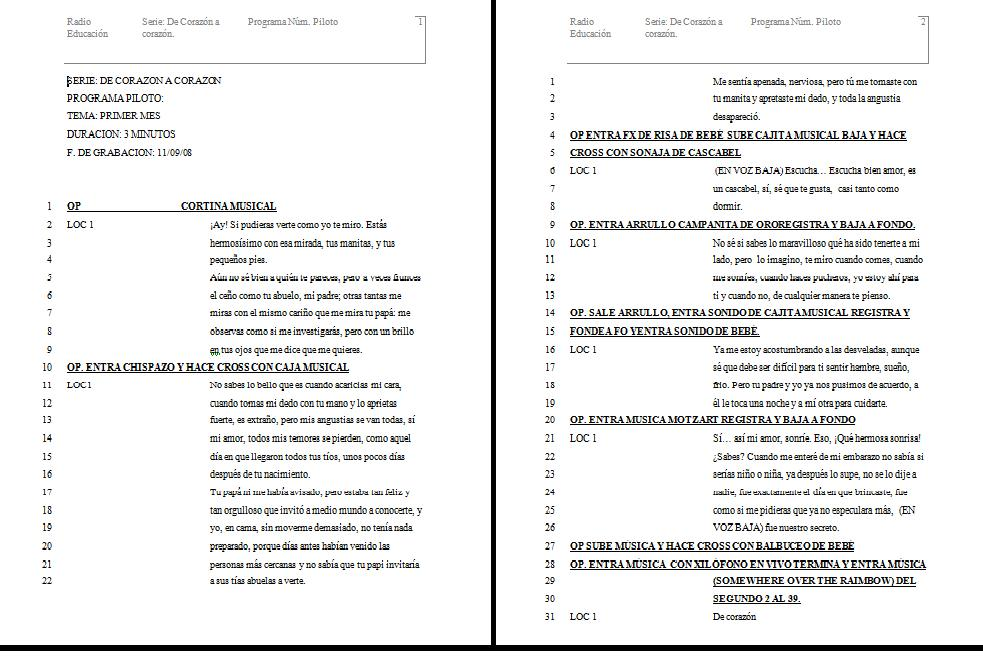 Radio Educación Serie: De Corazón a corazón. Programa Núm. Piloto 1
SERIE: DE CORAZON A CORAZON
PROGRAMA PILOTO:
TEMA: PRIMER MES
DURACION: 3 MINUTOS
F. DE GRABACION: 11/09/08
1 OP CORTINA MUSICAL
2 LOC 1 ¡Ay! Si pudieras verte como yo te miro. Estás
3 hermosísimo con esa mirada, tus manitas, y tus
4 pequeños pies.
5 Aún no sé bien a quién te pareces, pero a veces frunces
6 el ceño como tu abuelo, mi padre; otras tantas me
7 miras con el mismo cariño que me mira tu papá: me
8 observas como si me investigarás, pero con un brillo
9 en tus ojos que me dice que me quieres.
10 OP. ENTRA CHISPAZO Y HACE CROSS CON CAJA MUSICAL
11 LOC1 No sabes lo bello que es cuando acaricias mi cara,
12 cuando tomas mi dedo con tu mano y lo aprietas
13 fuerte, es extraño, pero mis angustias se van todas, sí
14 mi amor, todos mis temores se pierden, como aquel
15 día en que llegaron todos tus tíos, unos pocos días
16 después de tu nacimiento.
17 Tu papá ni me había avisado, pero estaba tan feliz y
18 tan orgulloso que invitó a medio mundo a conocerte, y
19 yo, en cama, sin moverme demasiado, no tenía nada
20 preparado, porque días antes habían venido las
21 personas más cercanas y no sabía que tu papi invitaría
22 a sus tías abuelas a verte.
Radio Educación Serie: De Corazón a corazón. Programa Núm. Piloto 2
1 Me sentía apenada, nerviosa, pero tú me tomaste con
2 tu manita y apretaste mi dedo, y toda la angustia
3 desapareció.
4 OP ENTRA FX DE RISA DE BEBÉ SUBE CAJITA MUSICAL BAJA Y HACE
5 CROSS CON SONAJA DE CASCABEL
6 LOC 1 (EN VOZ BAJA) Escucha… Escucha bien amor, es
7 un cascabel, sí, sé que te gusta, casi tanto como
8 dormir.
9 OP. ENTRA ARRULLO CAMPANITA DE OROREGISTRA Y BAJA A FONDO.
10 LOC 1 No sé si sabes lo maravilloso qué ha sido tenerte a mi
11 lado, pero lo imagino, te miro cuando comes, cuando
12 me sonríes, cuando haces pucheros, yo estoy ahí para
13 ti y cuando no, de cualquier manera te pienso.
14 OP. SALE ARRULLO, ENTRA SONIDO DE CAJITA MUSICAL REGISTRA Y
15 FONDEA FO Y ENTRA SONIDO DE BEBÉ.
16 LOC 1 Ya me estoy acostumbrando a las desveladas, aunque
17 sé que debe ser difícil para ti sentir hambre, sueño,
18 frío. Pero tu padre y yo ya nos pusimos de acuerdo, a
19 él le toca una noche y a mí otra para cuidarte.
20 OP. ENTRA MUSICA MOTZART REGISTRA Y BAJA A FONDO
21 LOC 1 Sí… así mi amor, sonríe. Eso, ¡Qué hermosa sonrisa!
22 ¿Sabes? Cuando me enteré de mi embarazo no sabía si
23 serías niño o niña, ya después lo supe, no se lo dije a
24 nadie, fue exactamente el día en que brincaste, fue
25 como si me pidieras que ya no especulara más, (EN
26 VOZ BAJA) fue nuestro secreto.
27 OP SUBE MÚSICA Y HACE CROSS CON BALBUCEO DE BEBÉ
28 OP. ENTRA MÚSICA CON XILÓFONO EN VIVO TERMINA Y ENTRA MÚSICA
29 (SOMEWHERE OVER THE RAIMBOW) DEL
30 SEGUNDO 2 AL 39.
31 LOC 1 De corazón